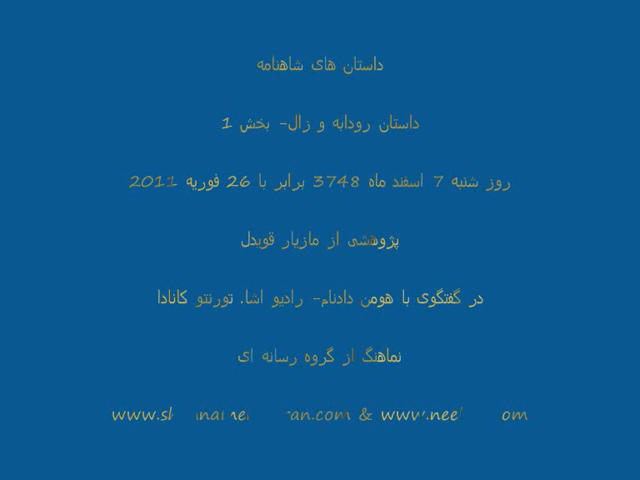 داستان های شاهنامه
داستان رودابه و زال- بخش 1
روز شنبه 7 اسفند ماه 3748 برابر با 26 فوریه 2011
پژوهشی از مازیار قویدل
در گفتگوی با هومن دادنام- رادیو اشا. تورنتو کانادا
نماهنگ از گروه رسانه ای
&